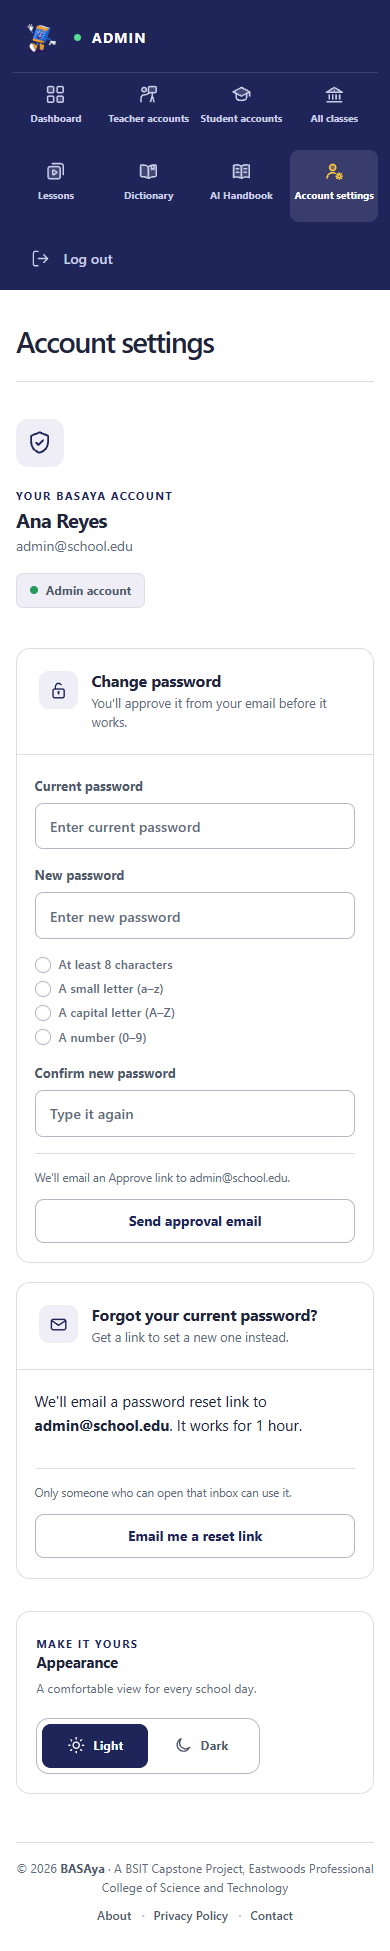 ADMIN
Dashboard
Teacher accounts
Student accounts
All classes
Lessons
Dictionary
AI Handbook
Account settings
Log out
Account settings
YOUR BASAYA ACCOUNT
Ana Reyes
admin@school.edu
Admin account
Change password
You'll approve it from your email before it
works.
Current password
Enter current password
New password
Enter new password
At least 8 characters
A small letter (a–z)
A capital letter (A–Z)
A number (0–9)
Confirm new password
Type it again
We'll email an Approve link to admin@school.edu.
Send approval email
Forgot your current password?
Get a link to set a new one instead.
We'll email a password reset link to
admin@school.edu. It works for 1 hour.
Only someone who can open that inbox can use it.
Email me a reset link
MAKE IT YOURS
Appearance
A comfortable view for every school day.
Light
Dark
© 2026 BASAya · A BSIT Capstone Project, Eastwoods Professional
College of Science and Technology
About · Privacy Policy · Contact